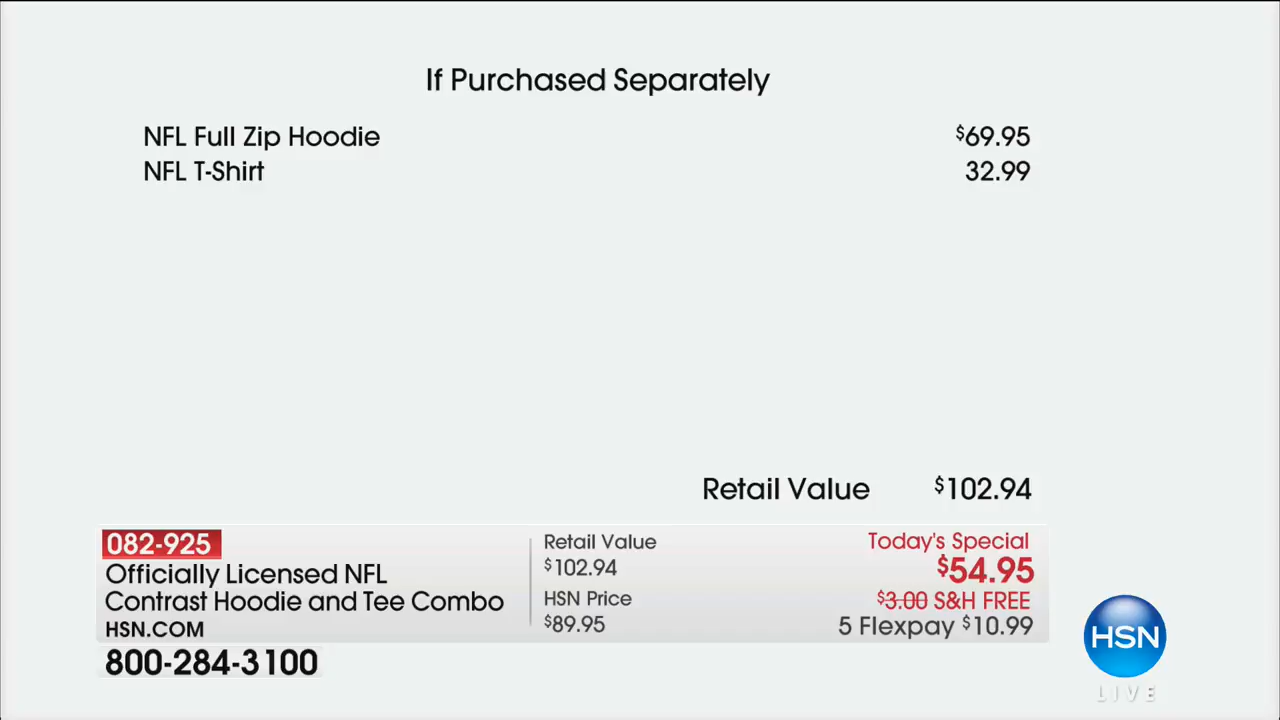 If Purchased Separately
NFL Full Zip Hoodie $69.95
NFL T-Shirt 32.99
Retail Value $102.94
082-925
Officially Licensed NFL
Contrast Hoodie and Tee Combo
HSN.COM
800-284-3100
Retail Value
$102.94
HSN Price
$89.95
Today's Special
$54.95
$3.00 S&H FREE
5 Flexpay $10.99
HSN
LIVE